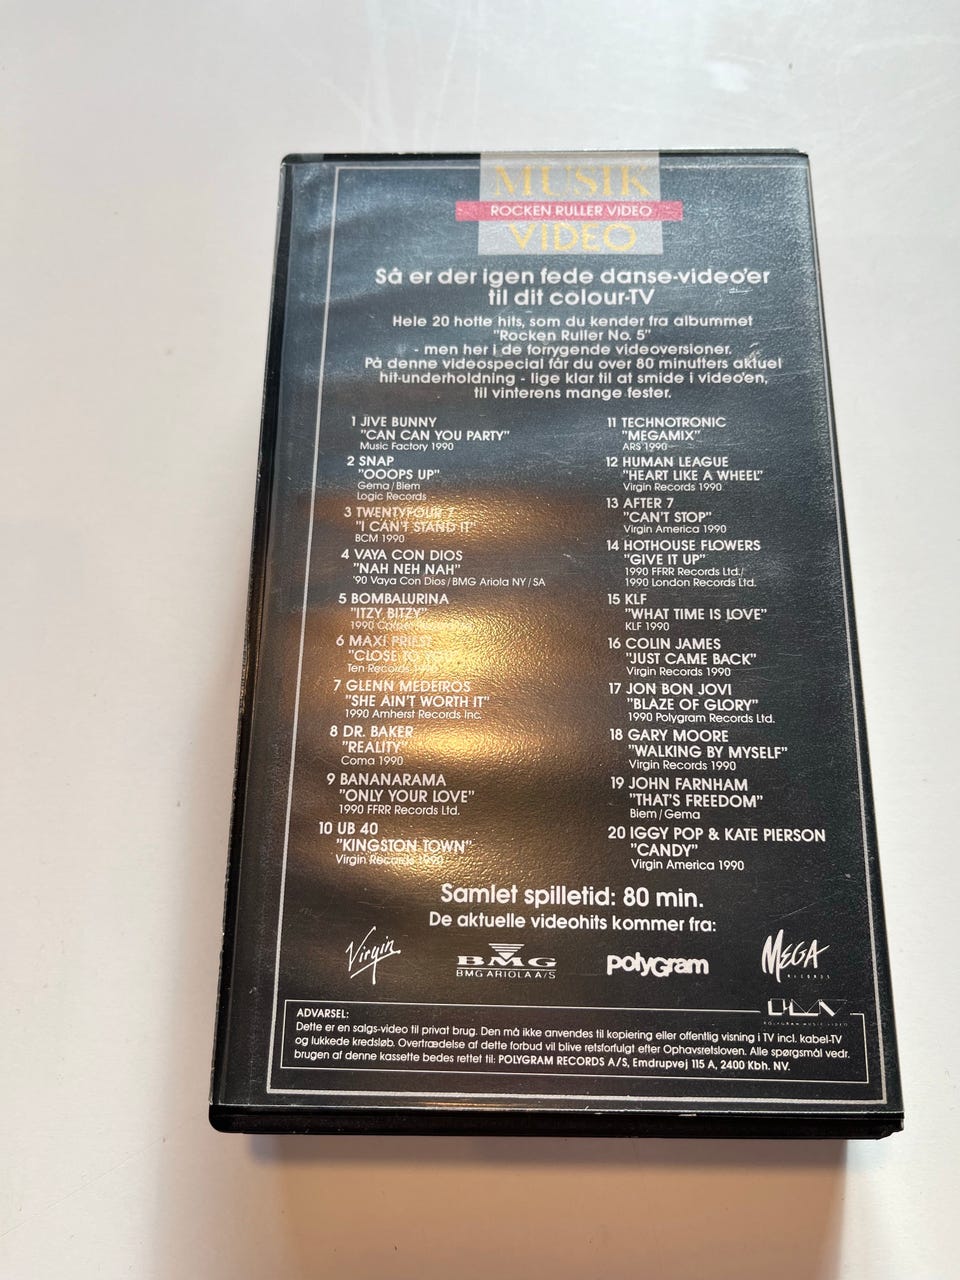 MUSIK
ROCKEN RULLER VIDEO
VIDEO
Så er der igen fede danse-video'er
til dit colour-TV
Hele 20 hotte hits, som du kender fra albummet
"Rocken Ruller No. 5"
- men her i de forrygende videoversioner.
På denne videospecial får du over 80 minutters aktuel
hit-underholdning - lige klar til at smide i video'en,
til vinterens mange fester.
1 JIVE BUNNY
"CAN CAN YOU PARTY"
Music Factory 1990
2 SNAP
"OOOPS UP"
Gema/Biem
Logic Records
3 TWENTYFOUR 7
"I CAN'T STAND IT"
BCM 1990
4 VAYA CON DIOS
"NAH NEH NAH"
'90 Vaya Con Dios/BMG Ariola NY/SA
5 BOMBALURINA
"ITZY BITZY"
1990
6 MAXI PRIEST
"CLOSE TO YOU"
Ten Records 1990
7 GLENN MEDEIROS
"SHE AIN'T WORTH IT"
1990 Amherst Records Inc.
8 DR. BAKER
"REALITY"
Coma 1990
9 BANANARAMA
"ONLY YOUR LOVE"
1990 FFRR Records Ltd.
10 UB 40
"KINGSTON TOWN"
Virgin Records 1990
11 TECHNOTRONIC
"MEGAMIX"
ARS 1990
12 HUMAN LEAGUE
"HEART LIKE A WHEEL"
Virgin Records 1990
13 AFTER 7
"CAN'T STOP"
Virgin America 1990
14 HOTHOUSE FLOWERS
"GIVE IT UP"
1990 FFRR Records Ltd./
1990 London Records Ltd.
15 KLF
"WHAT TIME IS LOVE"
KLF 1990
16 COLIN JAMES
"JUST CAME BACK"
Virgin Records 1990
17 JON BON JOVI
"BLAZE OF GLORY"
1990 Polygram Records Ltd.
18 GARY MOORE
"WALKING BY MYSELF"
Virgin Records 1990
19 JOHN FARNHAM
"THAT'S FREEDOM"
Biem/Gema
20 IGGY POP & KATE PIERSON
"CANDY"
Virgin America 1990
Samlet spilletid: 80 min.
De aktuelle videohits kommer fra:
Virgin
BMG
BMG ARIOLA A/S
polyGram
MEGA
RECORDS
POLYGRAM MUSIC VIDEO
ADVARSEL:
Dette er en salgs-video til privat brug. Den må ikke anvendes til kopiering eller offentlig visning i TV incl. kabel-TV
og lukkede kredsløb. Overtrædelse af dette forbud vil blive retsforfulgt efter Ophavsretsloven. Alle spørgsmål vedr.
brugen af denne kassette bedes rettet til: POLYGRAM RECORDS A/S, Emdrupvej 115 A, 2400 Kbh. NV.